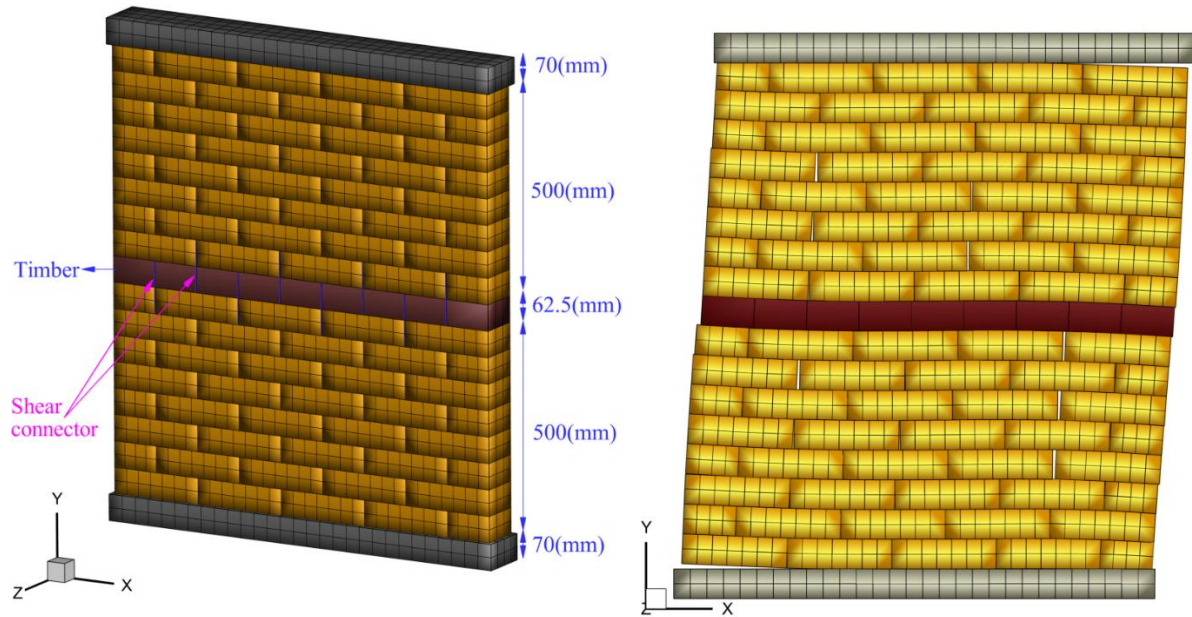 70(mm)
500(mm)
Timber
62.5(mm)
Shear
connector
500(mm)
70(mm)
Y
Z
X
Y
Z
X